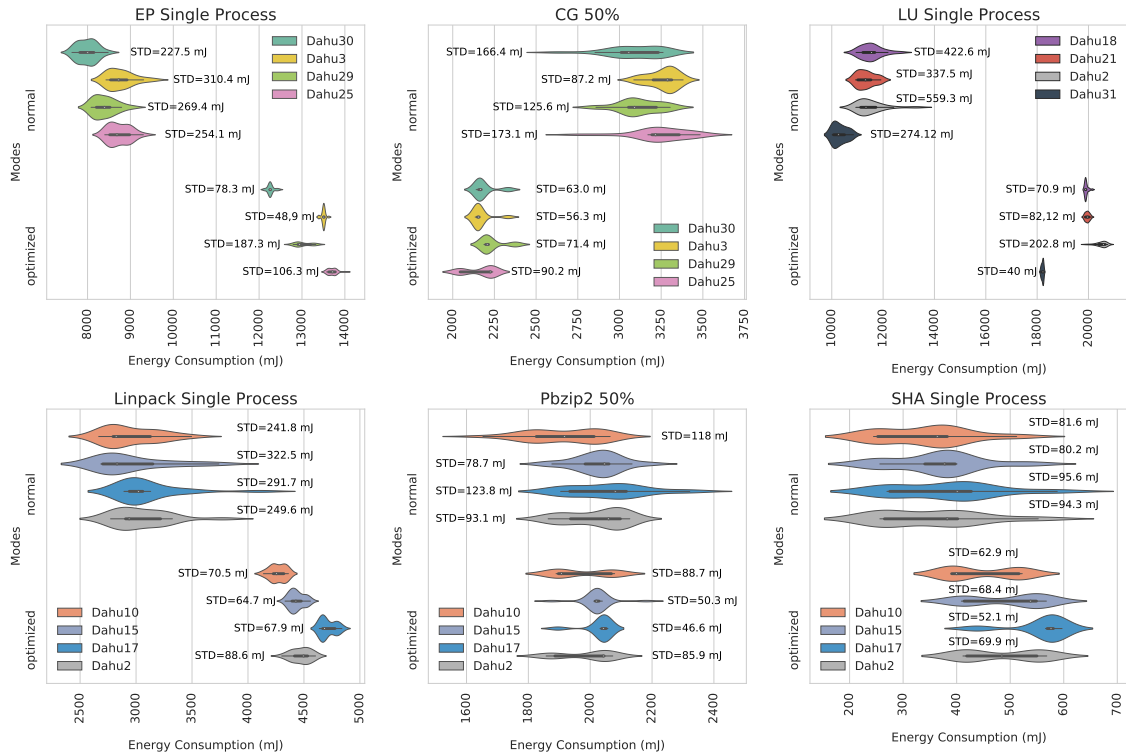 EP Single Process
STD=227.5 mJ
STD=310.4 mJ
STD=269.4 mJ
STD=254.1 mJ
STD=78.3 mJ
STD=48,9 mJ
STD=187.3 mJ
STD=106.3 mJ
Dahu30
Dahu3
Dahu29
Dahu25
Modes
normal
optimized
8000
9000
10000
11000
12000
13000
14000
Energy Consumption (mJ)
CG 50%
STD=166.4 mJ
STD=87.2 mJ
STD=125.6 mJ
STD=173.1 mJ
STD=63.0 mJ
STD=56.3 mJ
STD=71.4 mJ
STD=90.2 mJ
Dahu30
Dahu3
Dahu29
Dahu25
Modes
normal
optimized
2000
2250
2500
2750
3000
3250
3500
3750
Energy Consumption (mJ)
LU Single Process
STD=422.6 mJ
STD=337.5 mJ
STD=559.3 mJ
STD=274.12 mJ
STD=70.9 mJ
STD=82,12 mJ
STD=202.8 mJ
STD=40 mJ
Dahu18
Dahu21
Dahu2
Dahu31
Modes
normal
optimized
10000
12000
14000
16000
18000
20000
Energy Consumption (mJ)
Linpack Single Process
STD=241.8 mJ
STD=322.5 mJ
STD=291.7 mJ
STD=249.6 mJ
STD=70.5 mJ
STD=64.7 mJ
STD=67.9 mJ
STD=88.6 mJ
Dahu10
Dahu15
Dahu17
Dahu2
Modes
normal
optimized
2500
3000
3500
4000
4500
5000
Energy Consumption (mJ)
Pbzip2 50%
STD=118 mJ
STD=78.7 mJ
STD=123.8 mJ
STD=93.1 mJ
STD=88.7 mJ
STD=50.3 mJ
STD=46.6 mJ
STD=85.9 mJ
Dahu10
Dahu15
Dahu17
Dahu2
Modes
normal
optimized
1600
1800
2000
2200
2400
Energy Consumption (mJ)
SHA Single Process
STD=81.6 mJ
STD=80.2 mJ
STD=95.6 mJ
STD=94.3 mJ
STD=62.9 mJ
STD=68.4 mJ
STD=52.1 mJ
STD=69.9 mJ
Dahu10
Dahu15
Dahu17
Dahu2
Modes
normal
optimized
200
300
400
500
600
700
Energy Consumption (mJ)